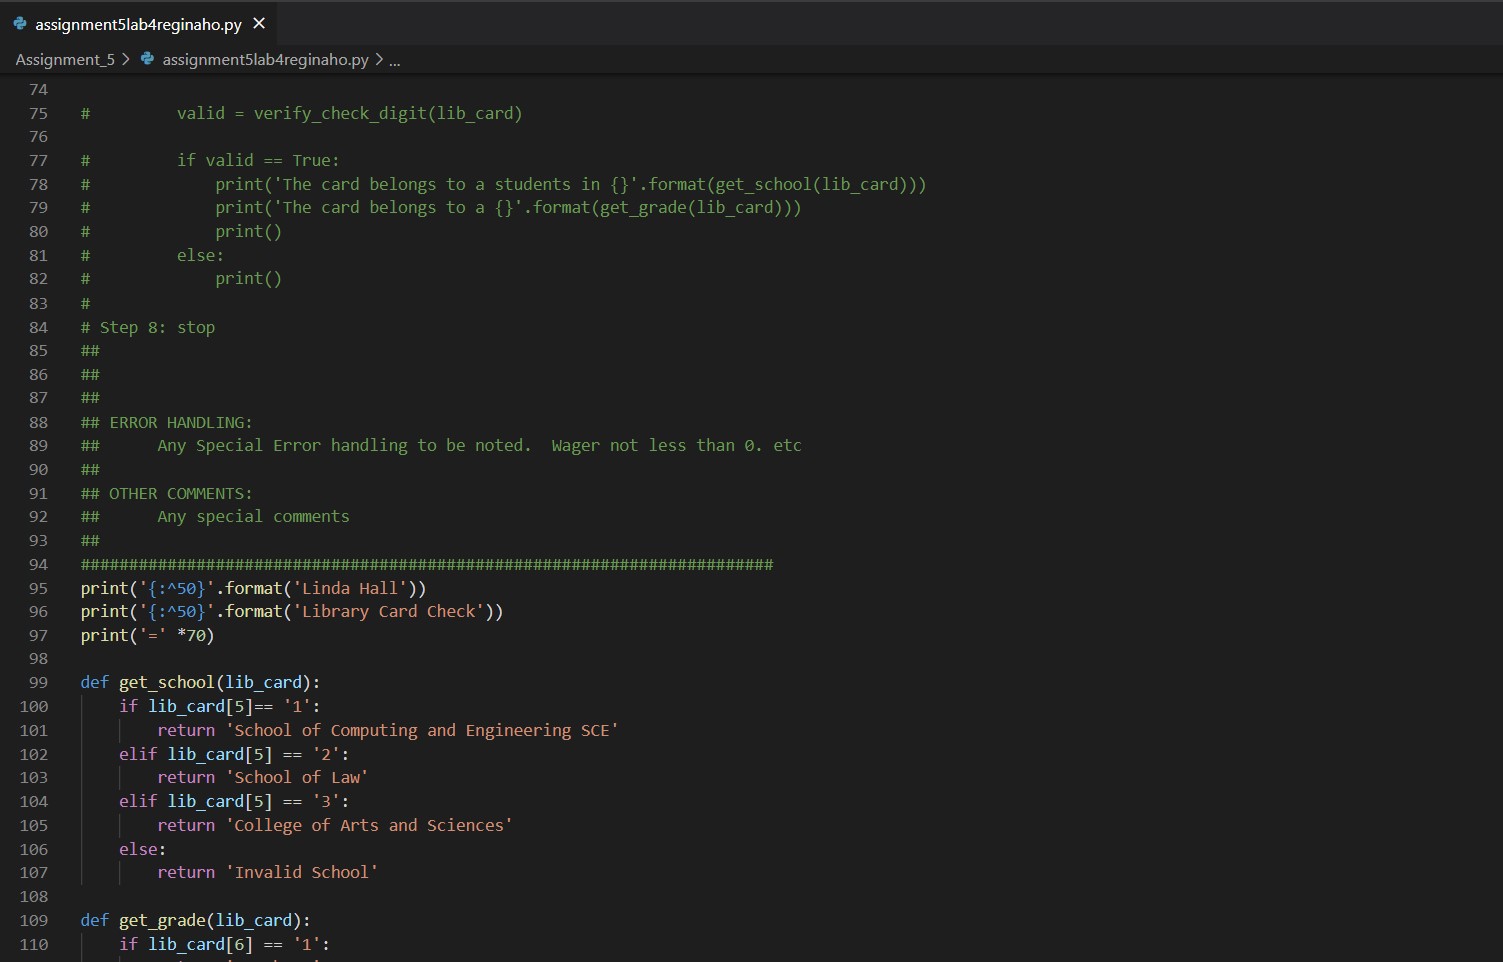 assignment5lab4reginaho.py ×
Assignment_5 > assignment5lab4reginaho.py > ...
74
75 #         valid = verify_check_digit(lib_card)
76
77 #         if valid == True:
78 #             print('The card belongs to a students in {}'.format(get_school(lib_card)))
79 #             print('The card belongs to a {}'.format(get_grade(lib_card)))
80 #             print()
81 #         else:
82 #             print()
83 #
84 # Step 8: stop
85 ##
86 ##
87 ##
88 ## ERROR HANDLING:
89 ##      Any Special Error handling to be noted.  Wager not less than 0. etc
90 ##
91 ## OTHER COMMENTS:
92 ##      Any special comments
93 ##
94 ########################################################################
95 print('{:^50}'.format('Linda Hall'))
96 print('{:^50}'.format('Library Card Check'))
97 print('=' *70)
98
99 def get_school(lib_card):
100     if lib_card[5]== '1':
101         return 'School of Computing and Engineering SCE'
102     elif lib_card[5] == '2':
103         return 'School of Law'
104     elif lib_card[5] == '3':
105         return 'College of Arts and Sciences'
106     else:
107         return 'Invalid School'
108
109 def get_grade(lib_card):
110     if lib_card[6] == '1':